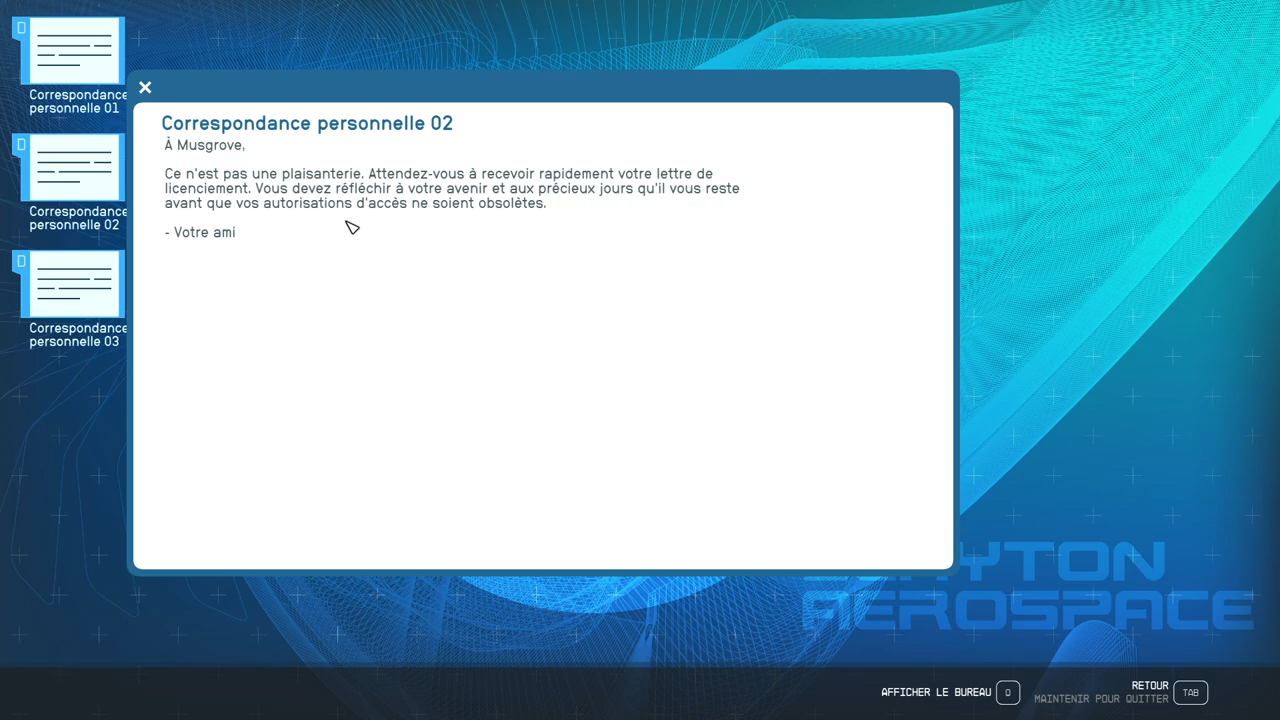 Correspondance
personnelle 01
Correspondance
personnelle 02
Correspondance
personnelle 03
Correspondance personnelle 02
À Musgrove,
Ce n'est pas une plaisanterie. Attendez-vous à recevoir rapidement votre lettre de
licenciement. Vous devez réfléchir à votre avenir et aux précieux jours qu'il vous reste
avant que vos autorisations d'accès ne soient obsolètes.
- Votre ami
AEROSPACE
AFFICHER LE BUREAU Q
RETOUR
MAINTENIR POUR QUITTER TAB